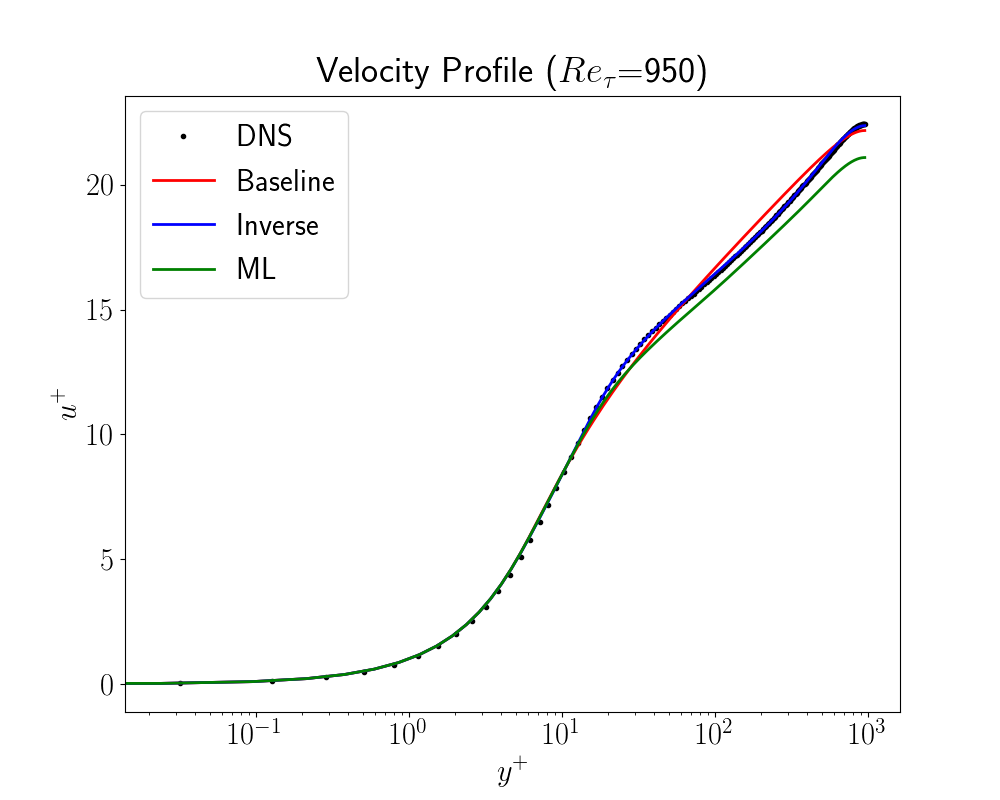 Velocity Profile ($Re_{\tau}$=950)
DNS
Baseline
Inverse
ML
20
15
10
5
0
$u^+$
$10^{-1}$ $10^0$ $10^1$ $10^2$ $10^3$
$y^+$